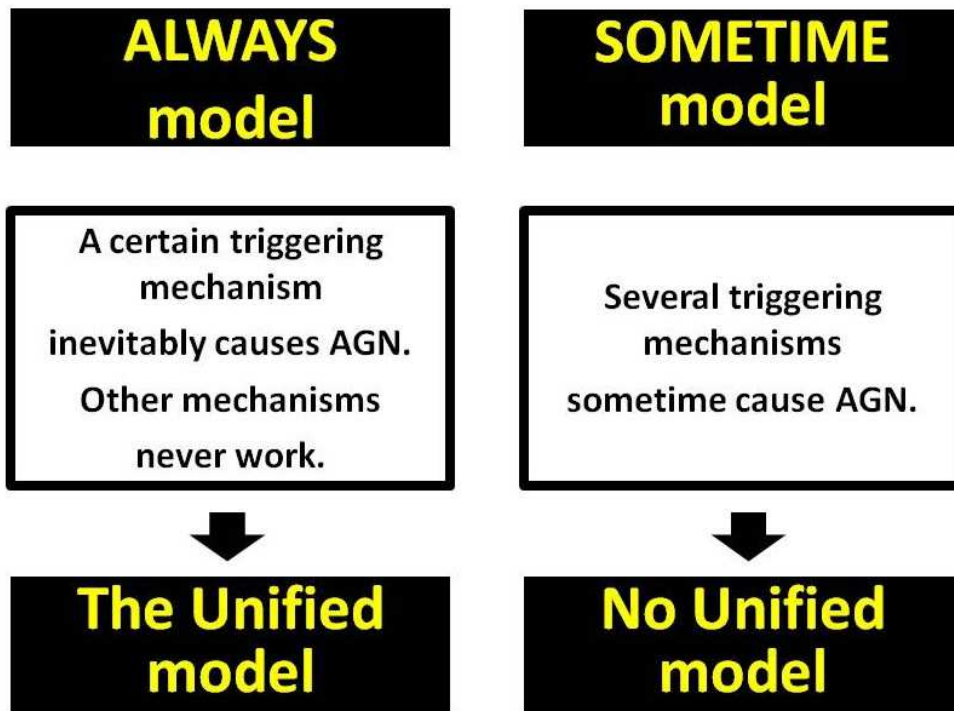 ALWAYS
model
A certain triggering
mechanism
inevitably causes AGN.
Other mechanisms
never work.
The Unified
model
SOMETIME
model
Several triggering
mechanisms
sometime cause AGN.
No Unified
model